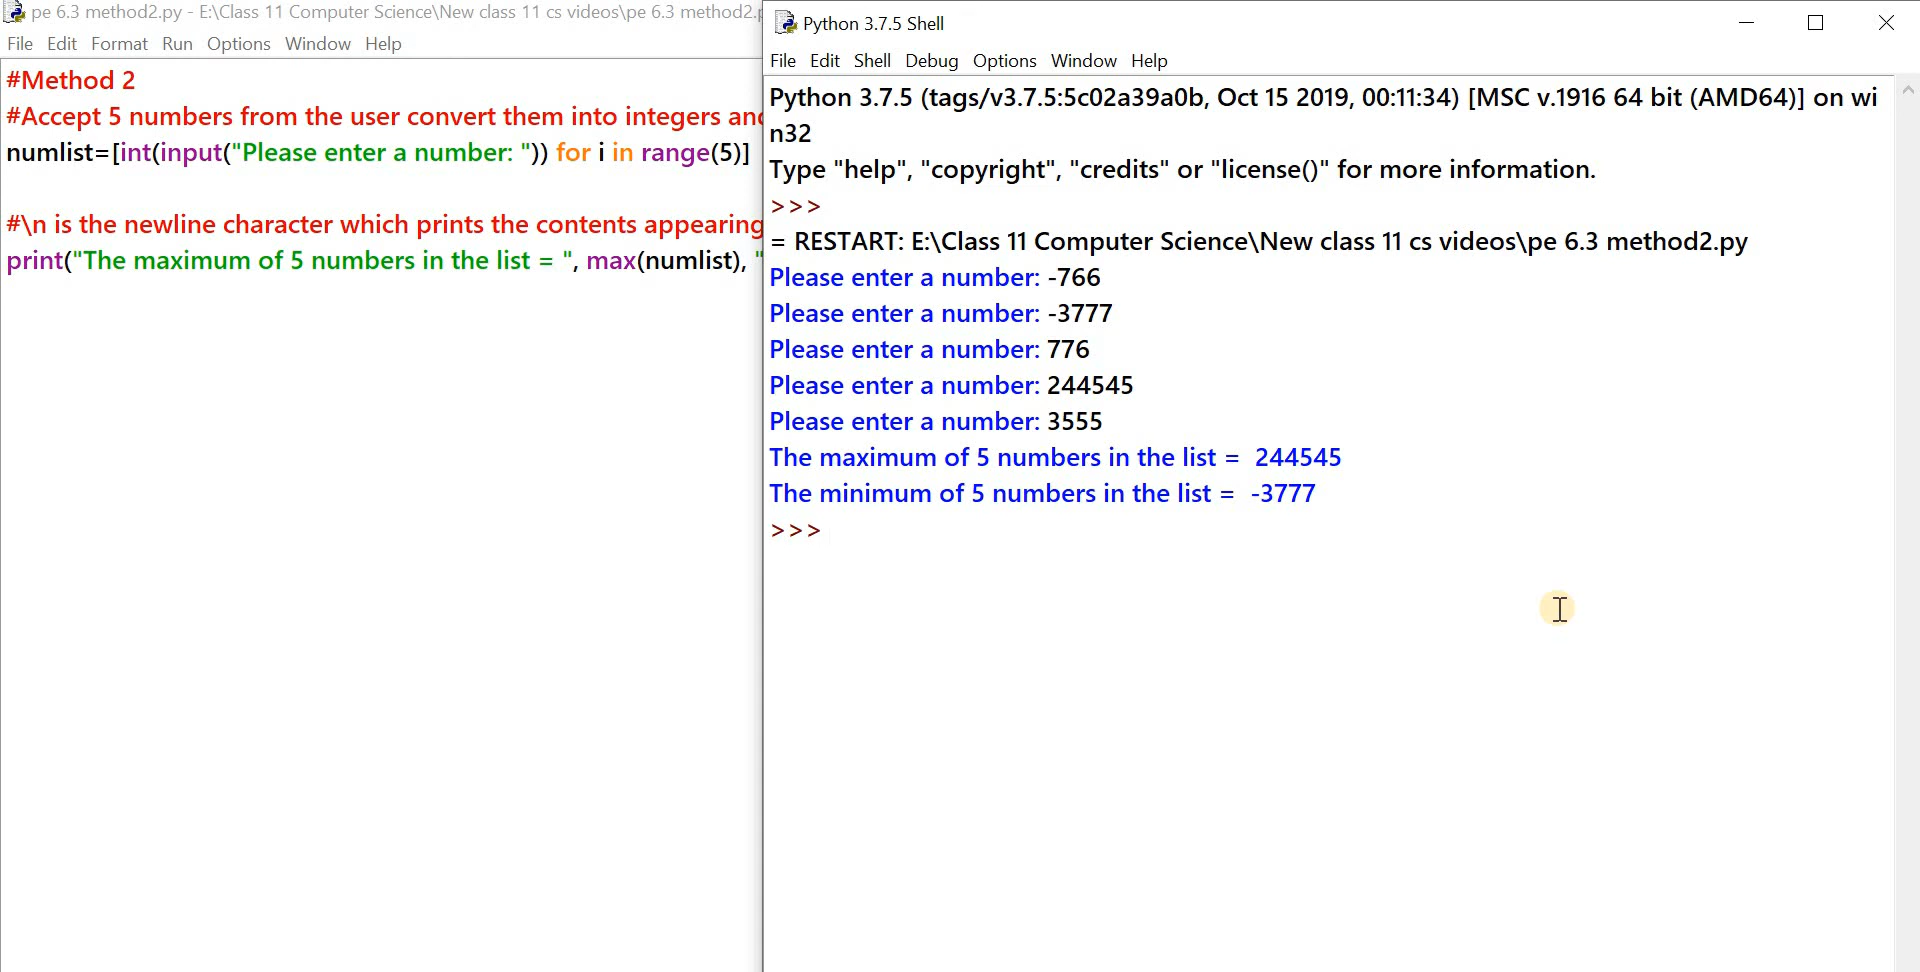 pe 6.3 method2.py - E:\Class 11 Computer Science\New class 11 cs videos\pe 6.3 method2.p
File Edit Format Run Options Window Help
#Method 2
#Accept 5 numbers from the user convert them into integers and
numlist=[int(input("Please enter a number: ")) for i in range(5)]
#\n is the newline character which prints the contents appearing
print("The maximum of 5 numbers in the list = ", max(numlist), "
Python 3.7.5 Shell
File Edit Shell Debug Options Window Help
Python 3.7.5 (tags/v3.7.5:5c02a39a0b, Oct 15 2019, 00:11:34) [MSC v.1916 64 bit (AMD64)] on wi
n32
Type "help", "copyright", "credits" or "license()" for more information.
>>>
= RESTART: E:\Class 11 Computer Science\New class 11 cs videos\pe 6.3 method2.py
Please enter a number: -766
Please enter a number: -3777
Please enter a number: 776
Please enter a number: 244545
Please enter a number: 3555
The maximum of 5 numbers in the list =  244545
The minimum of 5 numbers in the list =  -3777
>>>